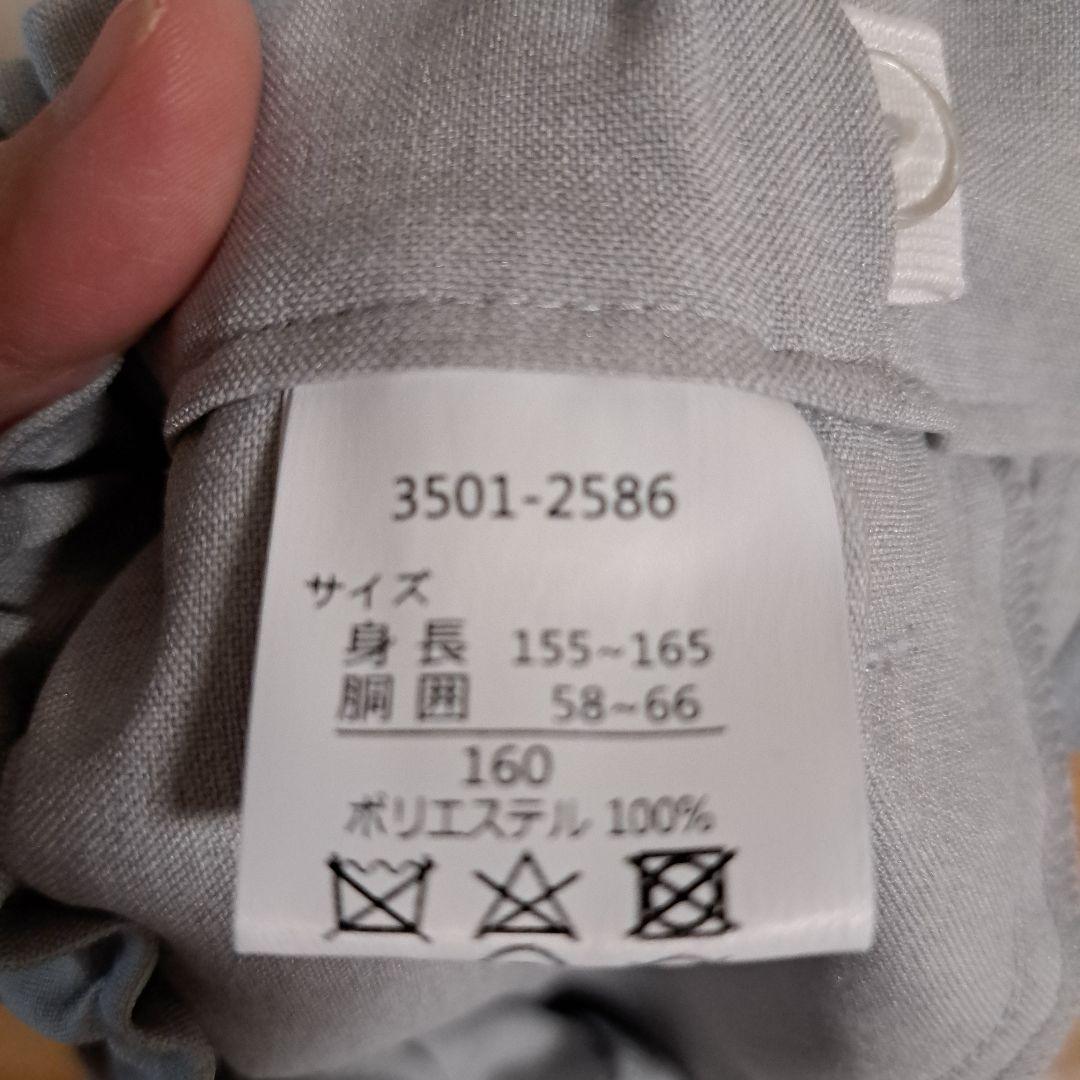 3501-2586
サイズ
身長 155~165
胴囲 58~66
160
ポリエステル 100%